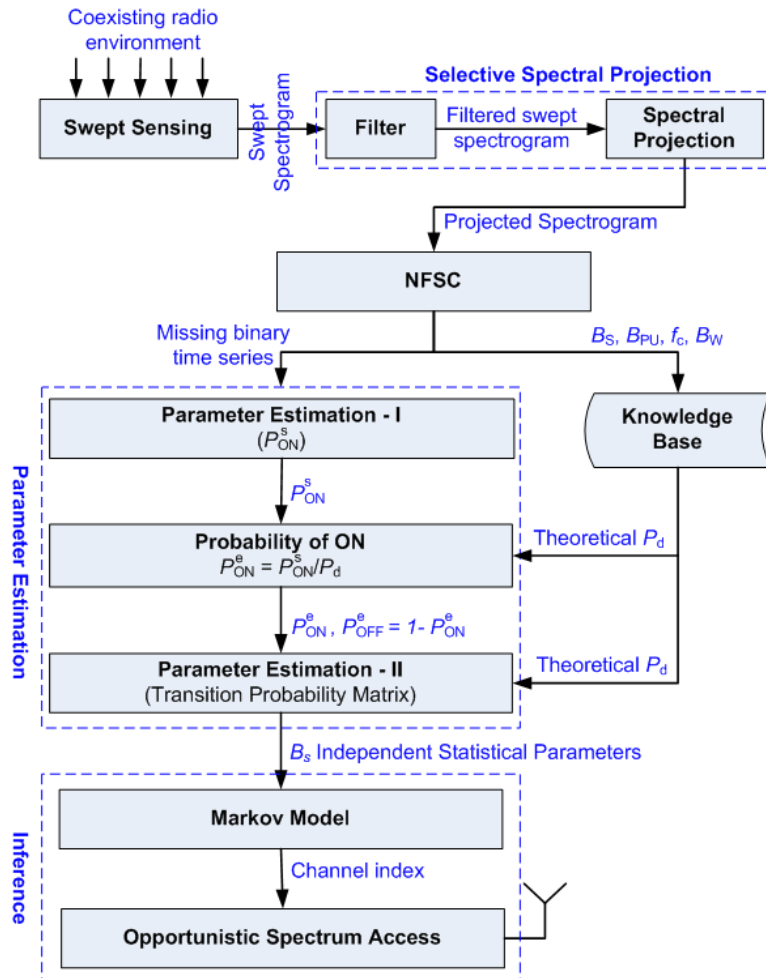 Coexisting radio
environment
Selective Spectral Projection
Swept Sensing
Swept
Spectrogram
Filter
Filtered swept
spectrogram
Spectral
Projection
Projected Spectrogram
NFSC
Missing binary
time series
B_S, B_PU, f_c, B_W
Parameter Estimation
Parameter Estimation - I
(P^s_ON)
Knowledge
Base
P^s_ON
Probability of ON
P^e_ON = P^s_ON/P_d
Theoretical P_d
P^e_ON, P^e_OFF = 1- P^e_ON
Parameter Estimation - II
(Transition Probability Matrix)
Theoretical P_d
B_s Independent Statistical Parameters
Inference
Markov Model
Channel index
Opportunistic Spectrum Access